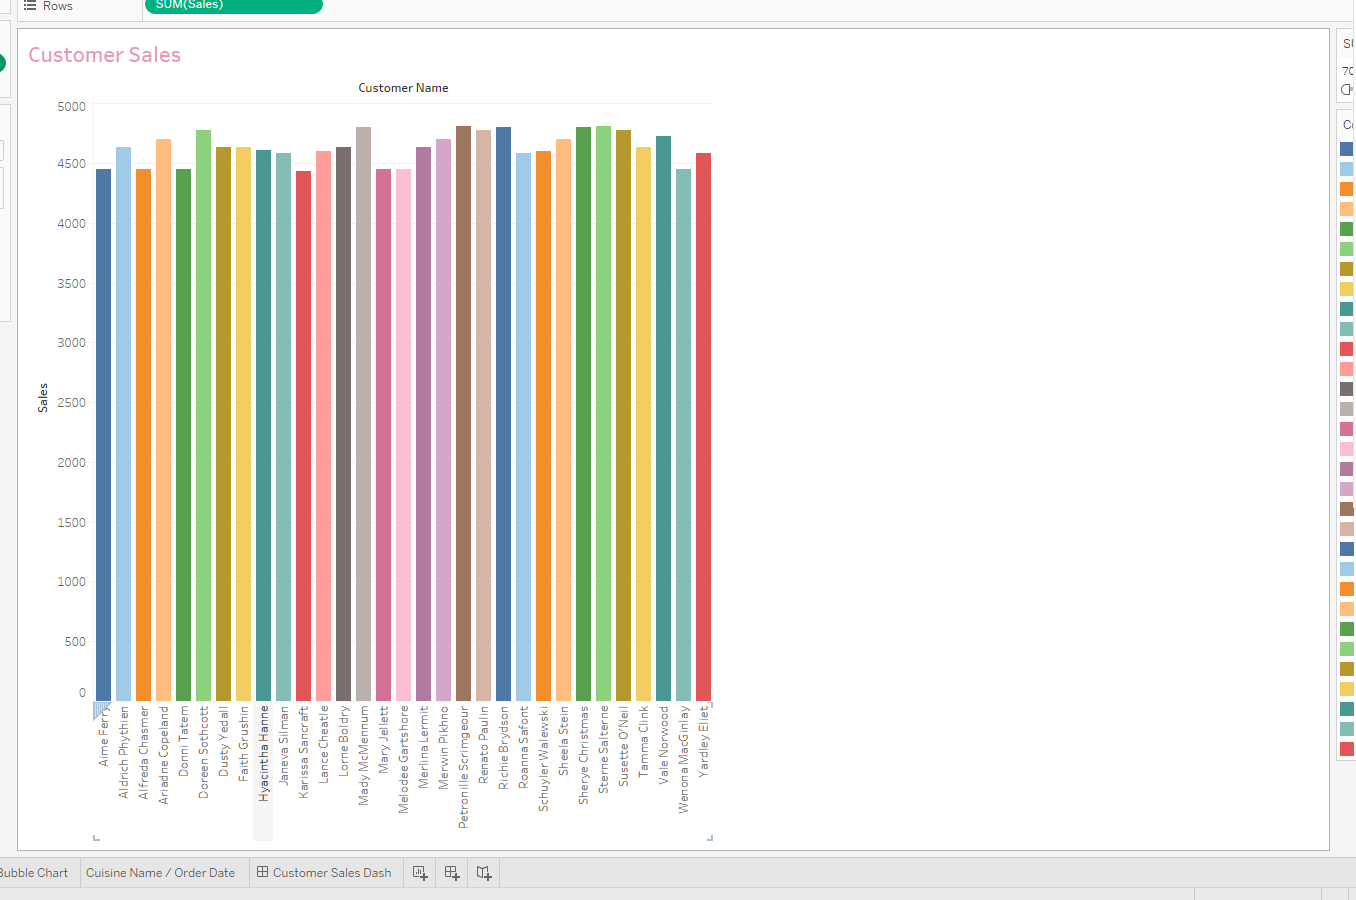 Rows
SUM(Sales)
Customer Sales
Customer Name
Sales
5000
4500
4000
3500
3000
2500
2000
1500
1000
500
0
Aime Ferry
Aldrich Phythien
Alfreda Chasmer
Ariadne Copeland
Donni Tatem
Doreen Sothcott
Dusty Yedall
Faith Grushin
Hyacintha Hanne
Janeva Silman
Karissa Sancraft
Lance Cheatle
Lorne Boldry
Mady McMennum
Mary Jellett
Melodee Gartshore
Merlina Lermit
Merwin Pikhno
Petronille Scrimgeour
Renato Paulin
Richie Brydson
Roanna Safont
Schuyler Walewski
Sheela Stein
Sherye Christmas
Sterne Salterne
Susette O'Neil
Tamma Clink
Vale Norwood
Wenona MacGinlay
Yardley Eliet
70
Bubble Chart
Cuisine Name / Order Date
Customer Sales Dash